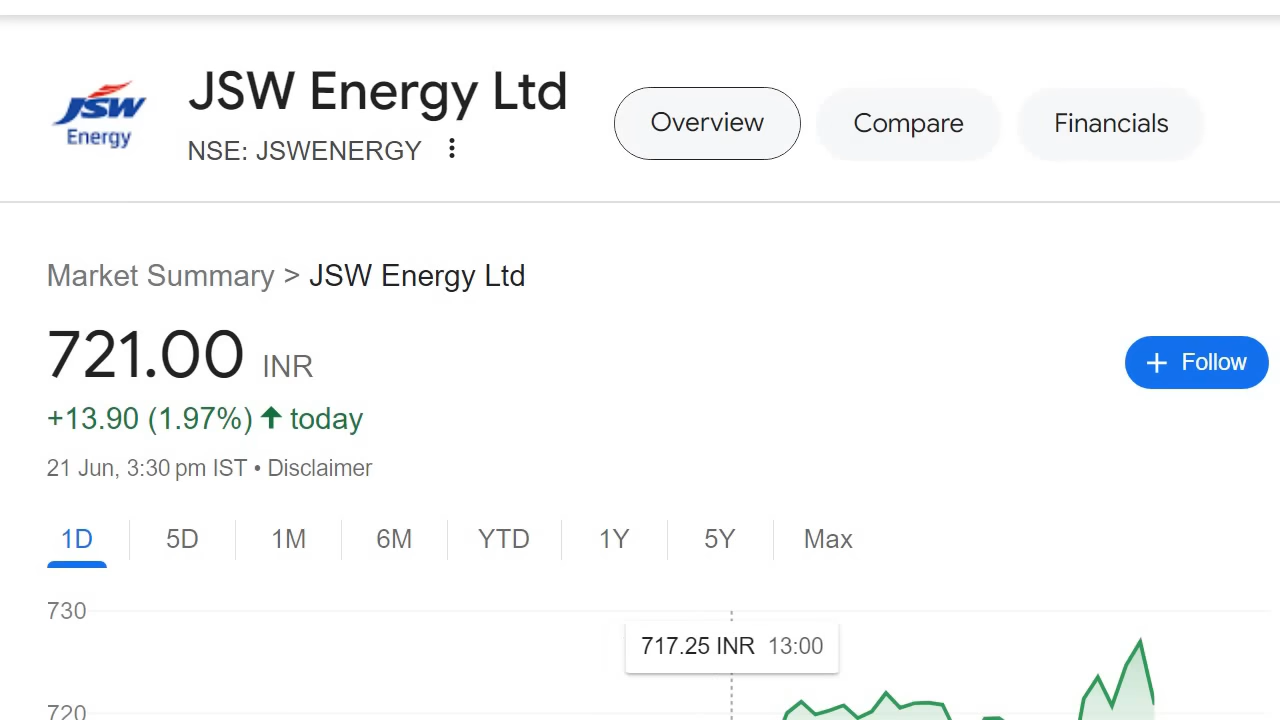 JSW
Energy
JSW Energy Ltd
NSE: JSWENERGY
Overview
Compare
Financials
Market Summary > JSW Energy Ltd
721.00 INR
+ Follow
+13.90 (1.97%) ↑ today
21 Jun, 3:30 pm IST • Disclaimer
1D 5D 1M 6M YTD 1Y 5Y Max
730
717.25 INR 13:00
720